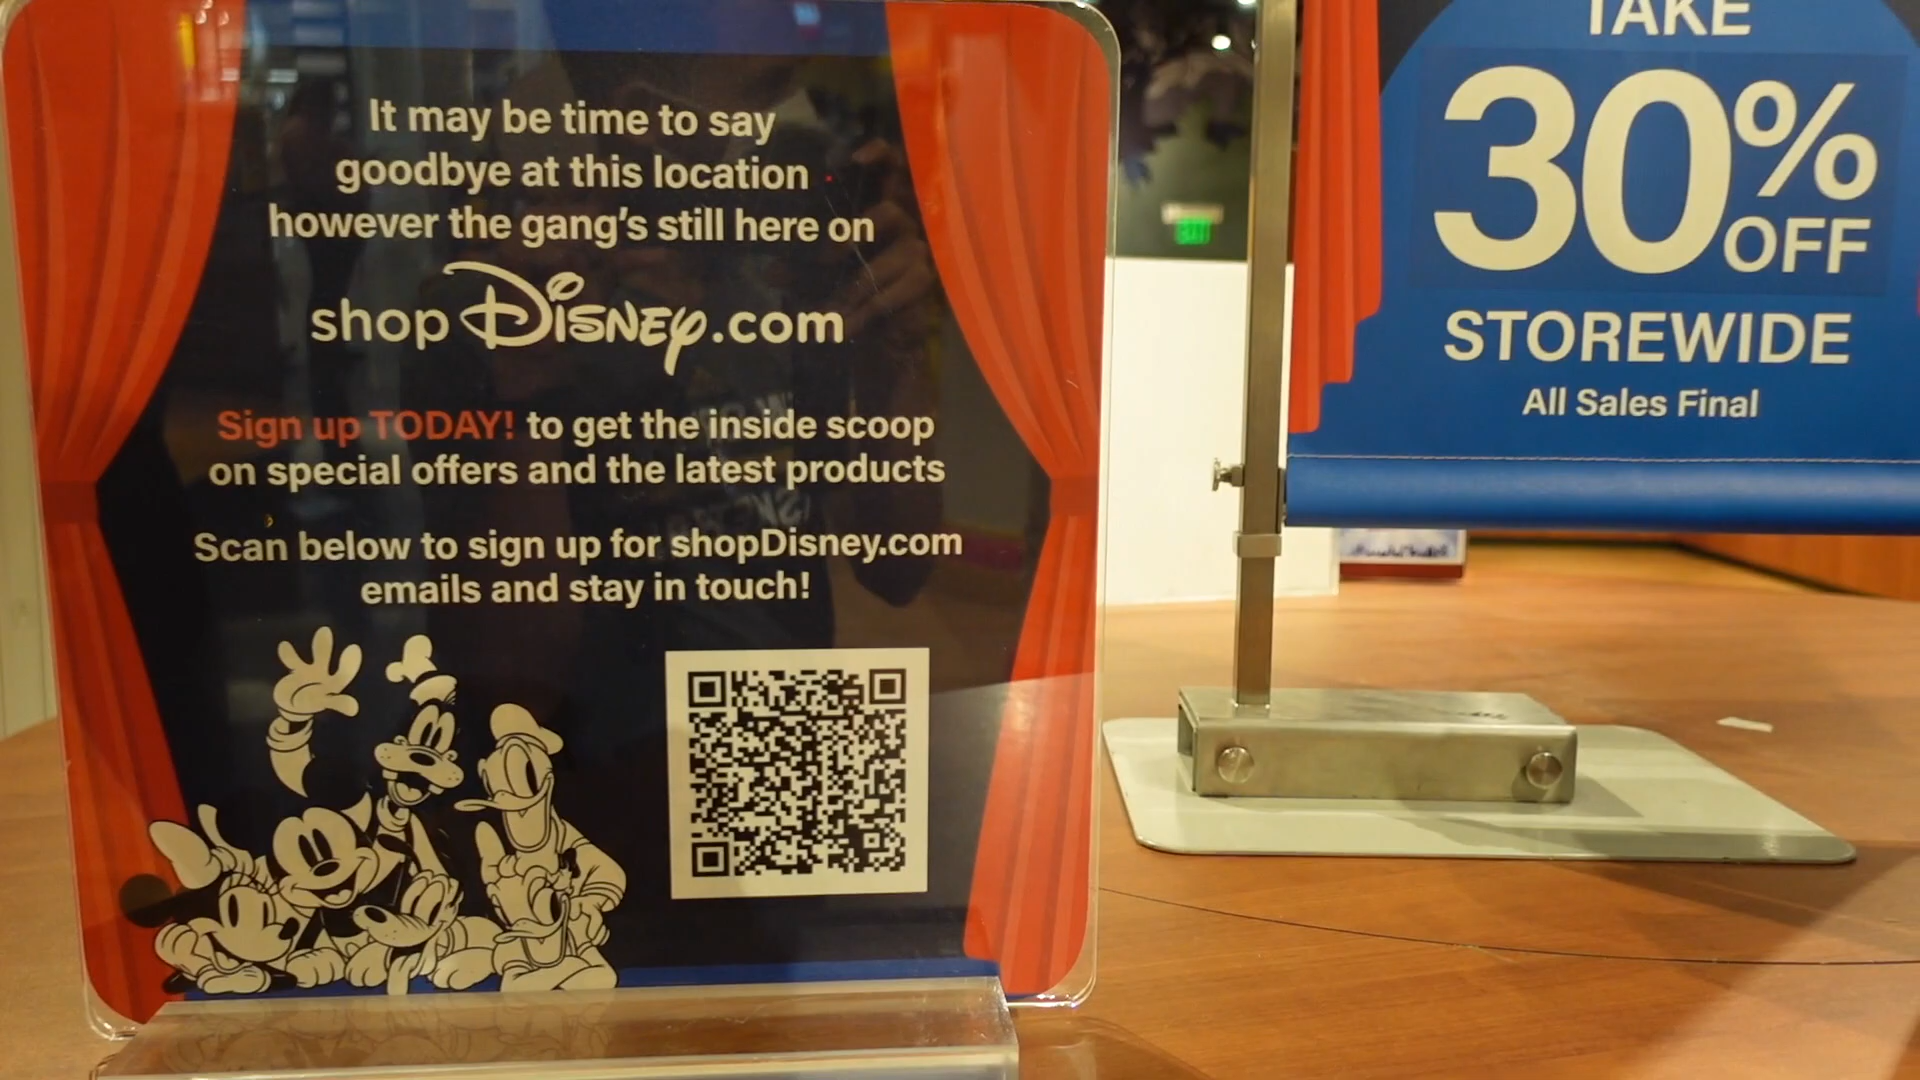 It may be time to say
goodbye at this location
however the gang's still here on
shopDisney.com
Sign up TODAY! to get the inside scoop
on special offers and the latest products
Scan below to sign up for shopDisney.com
emails and stay in touch!
TAKE
30%
OFF
STOREWIDE
All Sales Final
EXIT